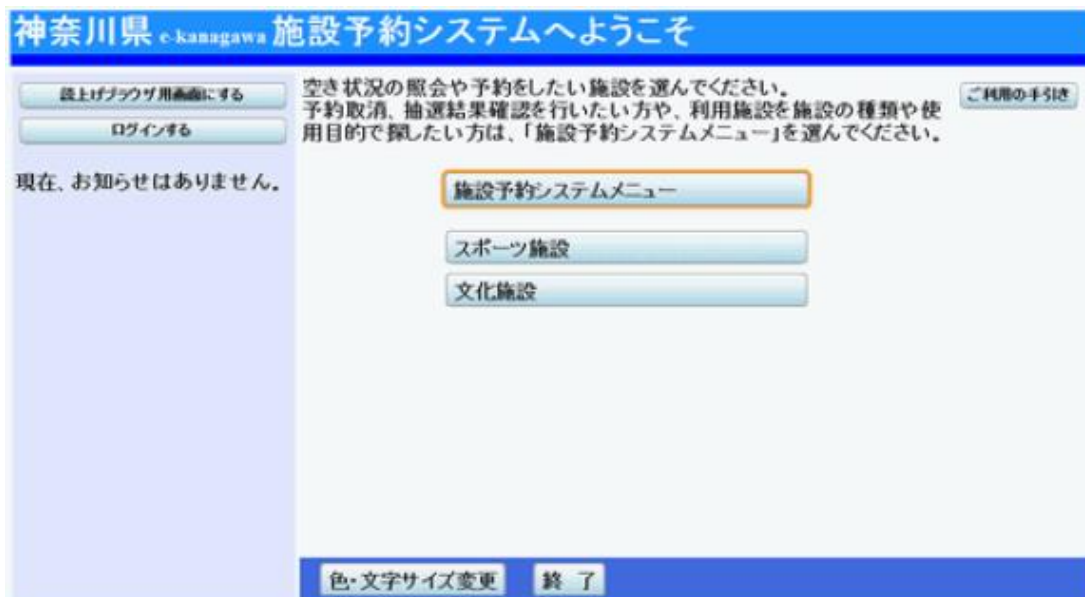 神奈川県 e-kanagawa 施設予約システムへようこそ
読上げブラウザ用画面にする
ログインする
現在、お知らせはありません。
空き状況の照会や予約をしたい施設を選んでください。
予約取消、抽選結果確認を行いたい方や、利用施設を施設の種類や使
用目的で探したい方は、「施設予約システムメニュー」を選んでください。
ご利用の手引き
施設予約システムメニュー
スポーツ施設
文化施設
色・文字サイズ変更
終 了